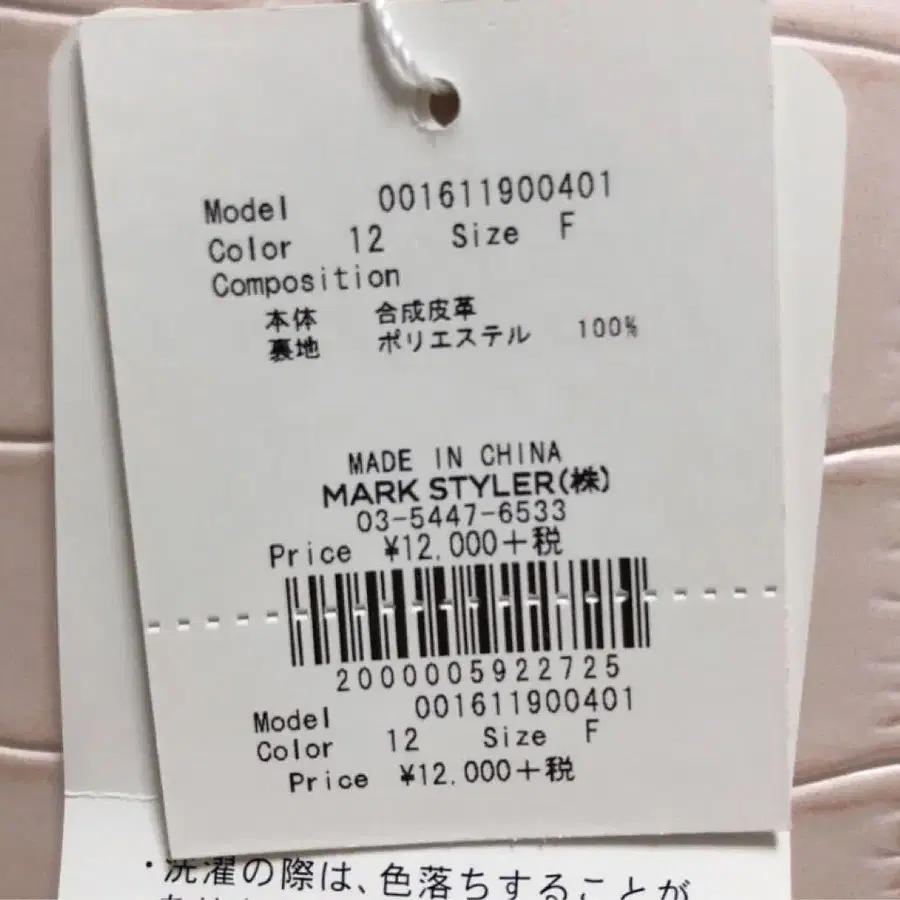 Model 001611900401
Color 12 Size F
Composition
本体 合成皮革
裏地 ポリエステル 100%
MADE IN CHINA
MARK STYLER(株)
03-5447-6533
Price ¥12,000+税
2000005922725
Model 001611900401
Color 12 Size F
Price ¥12,000+税
・洗濯の際は、色落ちすることが